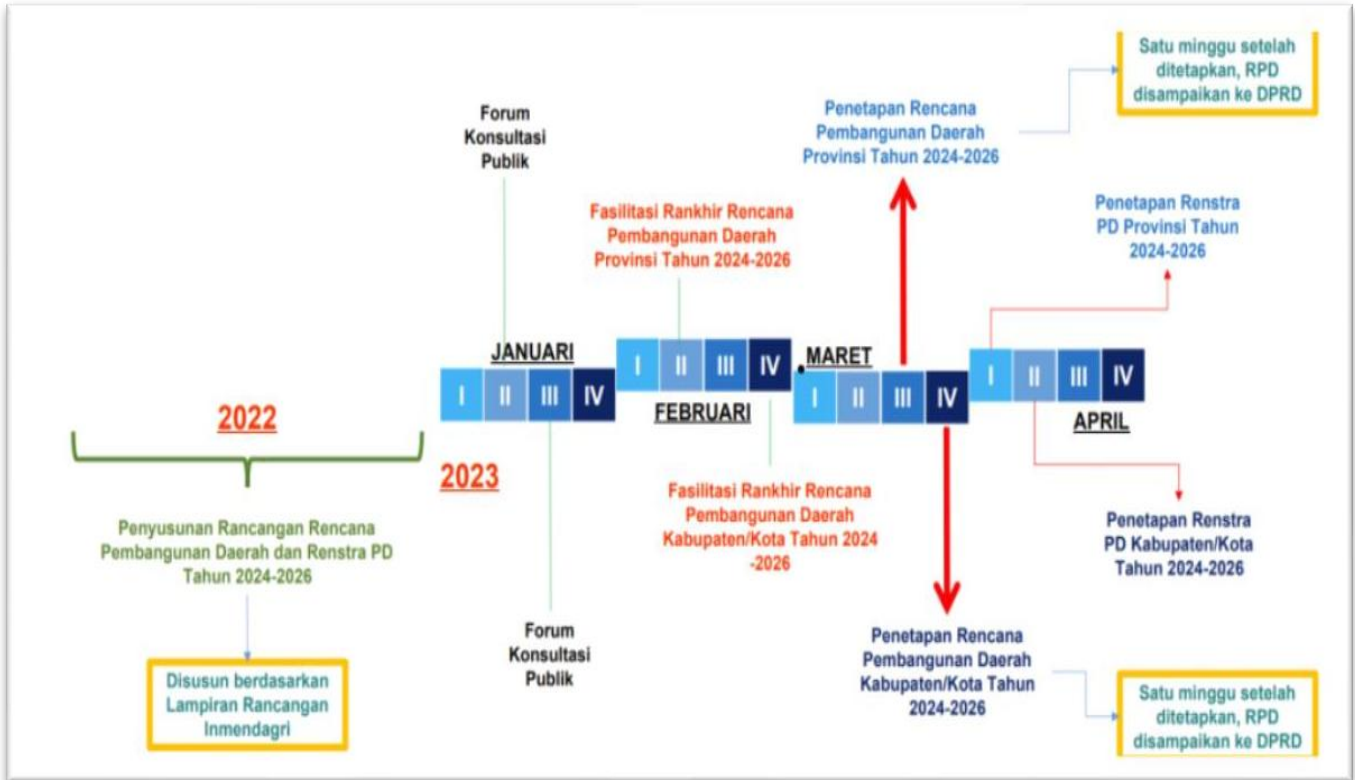 Satu minggu setelah
ditetapkan, RPD
disampaikan ke DPRD
Forum
Konsultasi
Publik
Penetapan Rencana
Pembangunan Daerah
Provinsi Tahun 2024-2026
Fasilitasi Rankhir Rencana
Pembangunan Daerah
Provinsi Tahun 2024-2026
Penetapan Renstra
PD Provinsi Tahun
2024-2026
JANUARI
I II III IV
I II III IV
FEBRUARI
MARET
I II III IV
I II III IV
APRIL
2022
2023
Penyusunan Rancangan Rencana
Pembangunan Daerah dan Renstra PD
Tahun 2024-2026
Disusun berdasarkan
Lampiran Rancangan
Inmendagri
Forum
Konsultasi
Publik
Fasilitasi Rankhir Rencana
Pembangunan Daerah
Kabupaten/Kota Tahun 2024
-2026
Penetapan Rencana
Pembangunan Daerah
Kabupaten/Kota Tahun
2024-2026
Penetapan Renstra
PD Kabupaten/Kota
Tahun 2024-2026
Satu minggu setelah
ditetapkan, RPD
disampaikan ke DPRD